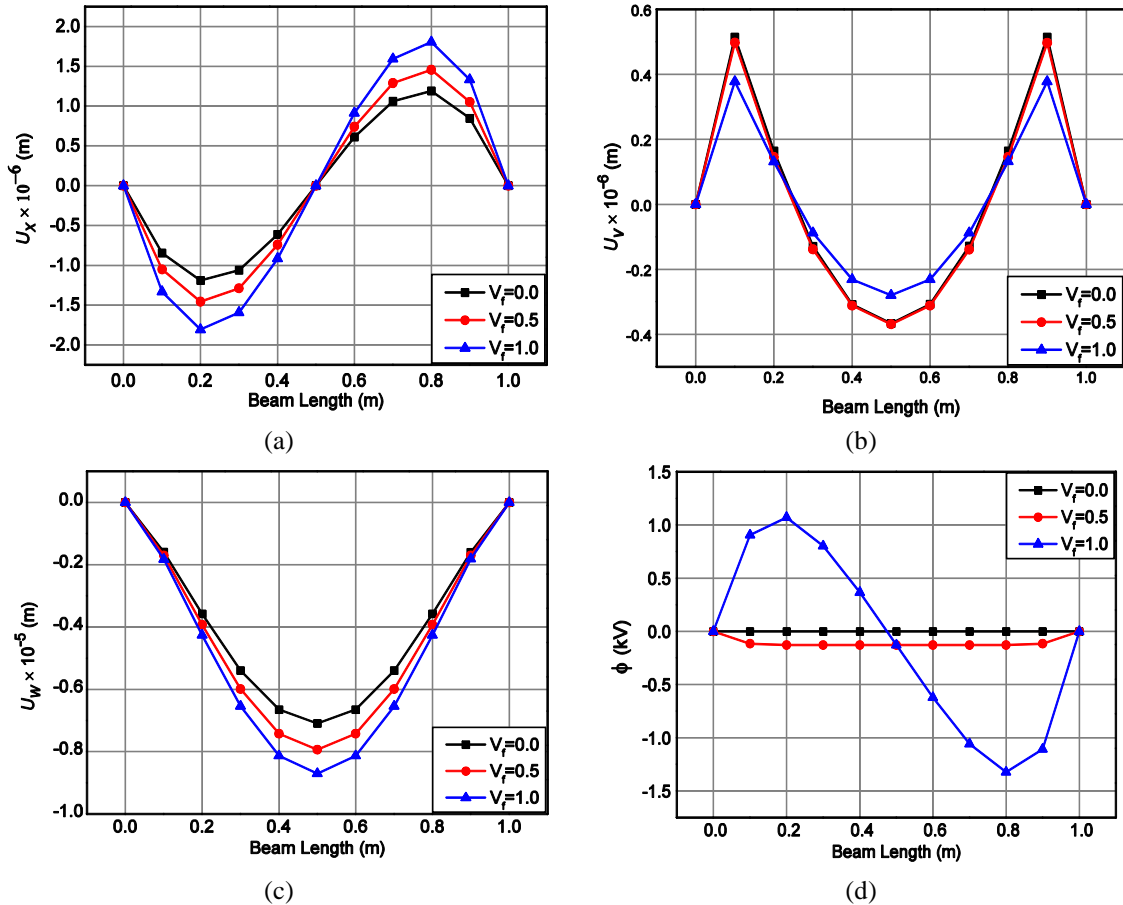 2.0
1.5
1.0
0.5
0.0
-0.5
-1.0
-1.5
-2.0
U_x × 10^{-6} (m)
V_f=0.0
V_f=0.5
V_f=1.0
0.0 0.2 0.4 0.6 0.8 1.0
Beam Length (m)
(a)
0.6
0.4
0.2
0.0
-0.2
-0.4
U_v × 10^{-6} (m)
V_f=0.0
V_f=0.5
V_f=1.0
0.0 0.2 0.4 0.6 0.8 1.0
Beam Length (m)
(b)
0.0
-0.2
-0.4
-0.6
-0.8
-1.0
U_w × 10^{-5} (m)
V_f=0.0
V_f=0.5
V_f=1.0
0.0 0.2 0.4 0.6 0.8 1.0
Beam Length (m)
(c)
1.5
1.0
0.5
0.0
-0.5
-1.0
-1.5
ϕ (kV)
V_f=0.0
V_f=0.5
V_f=1.0
0.0 0.2 0.4 0.6 0.8 1.0
Beam Length (m)
(d)